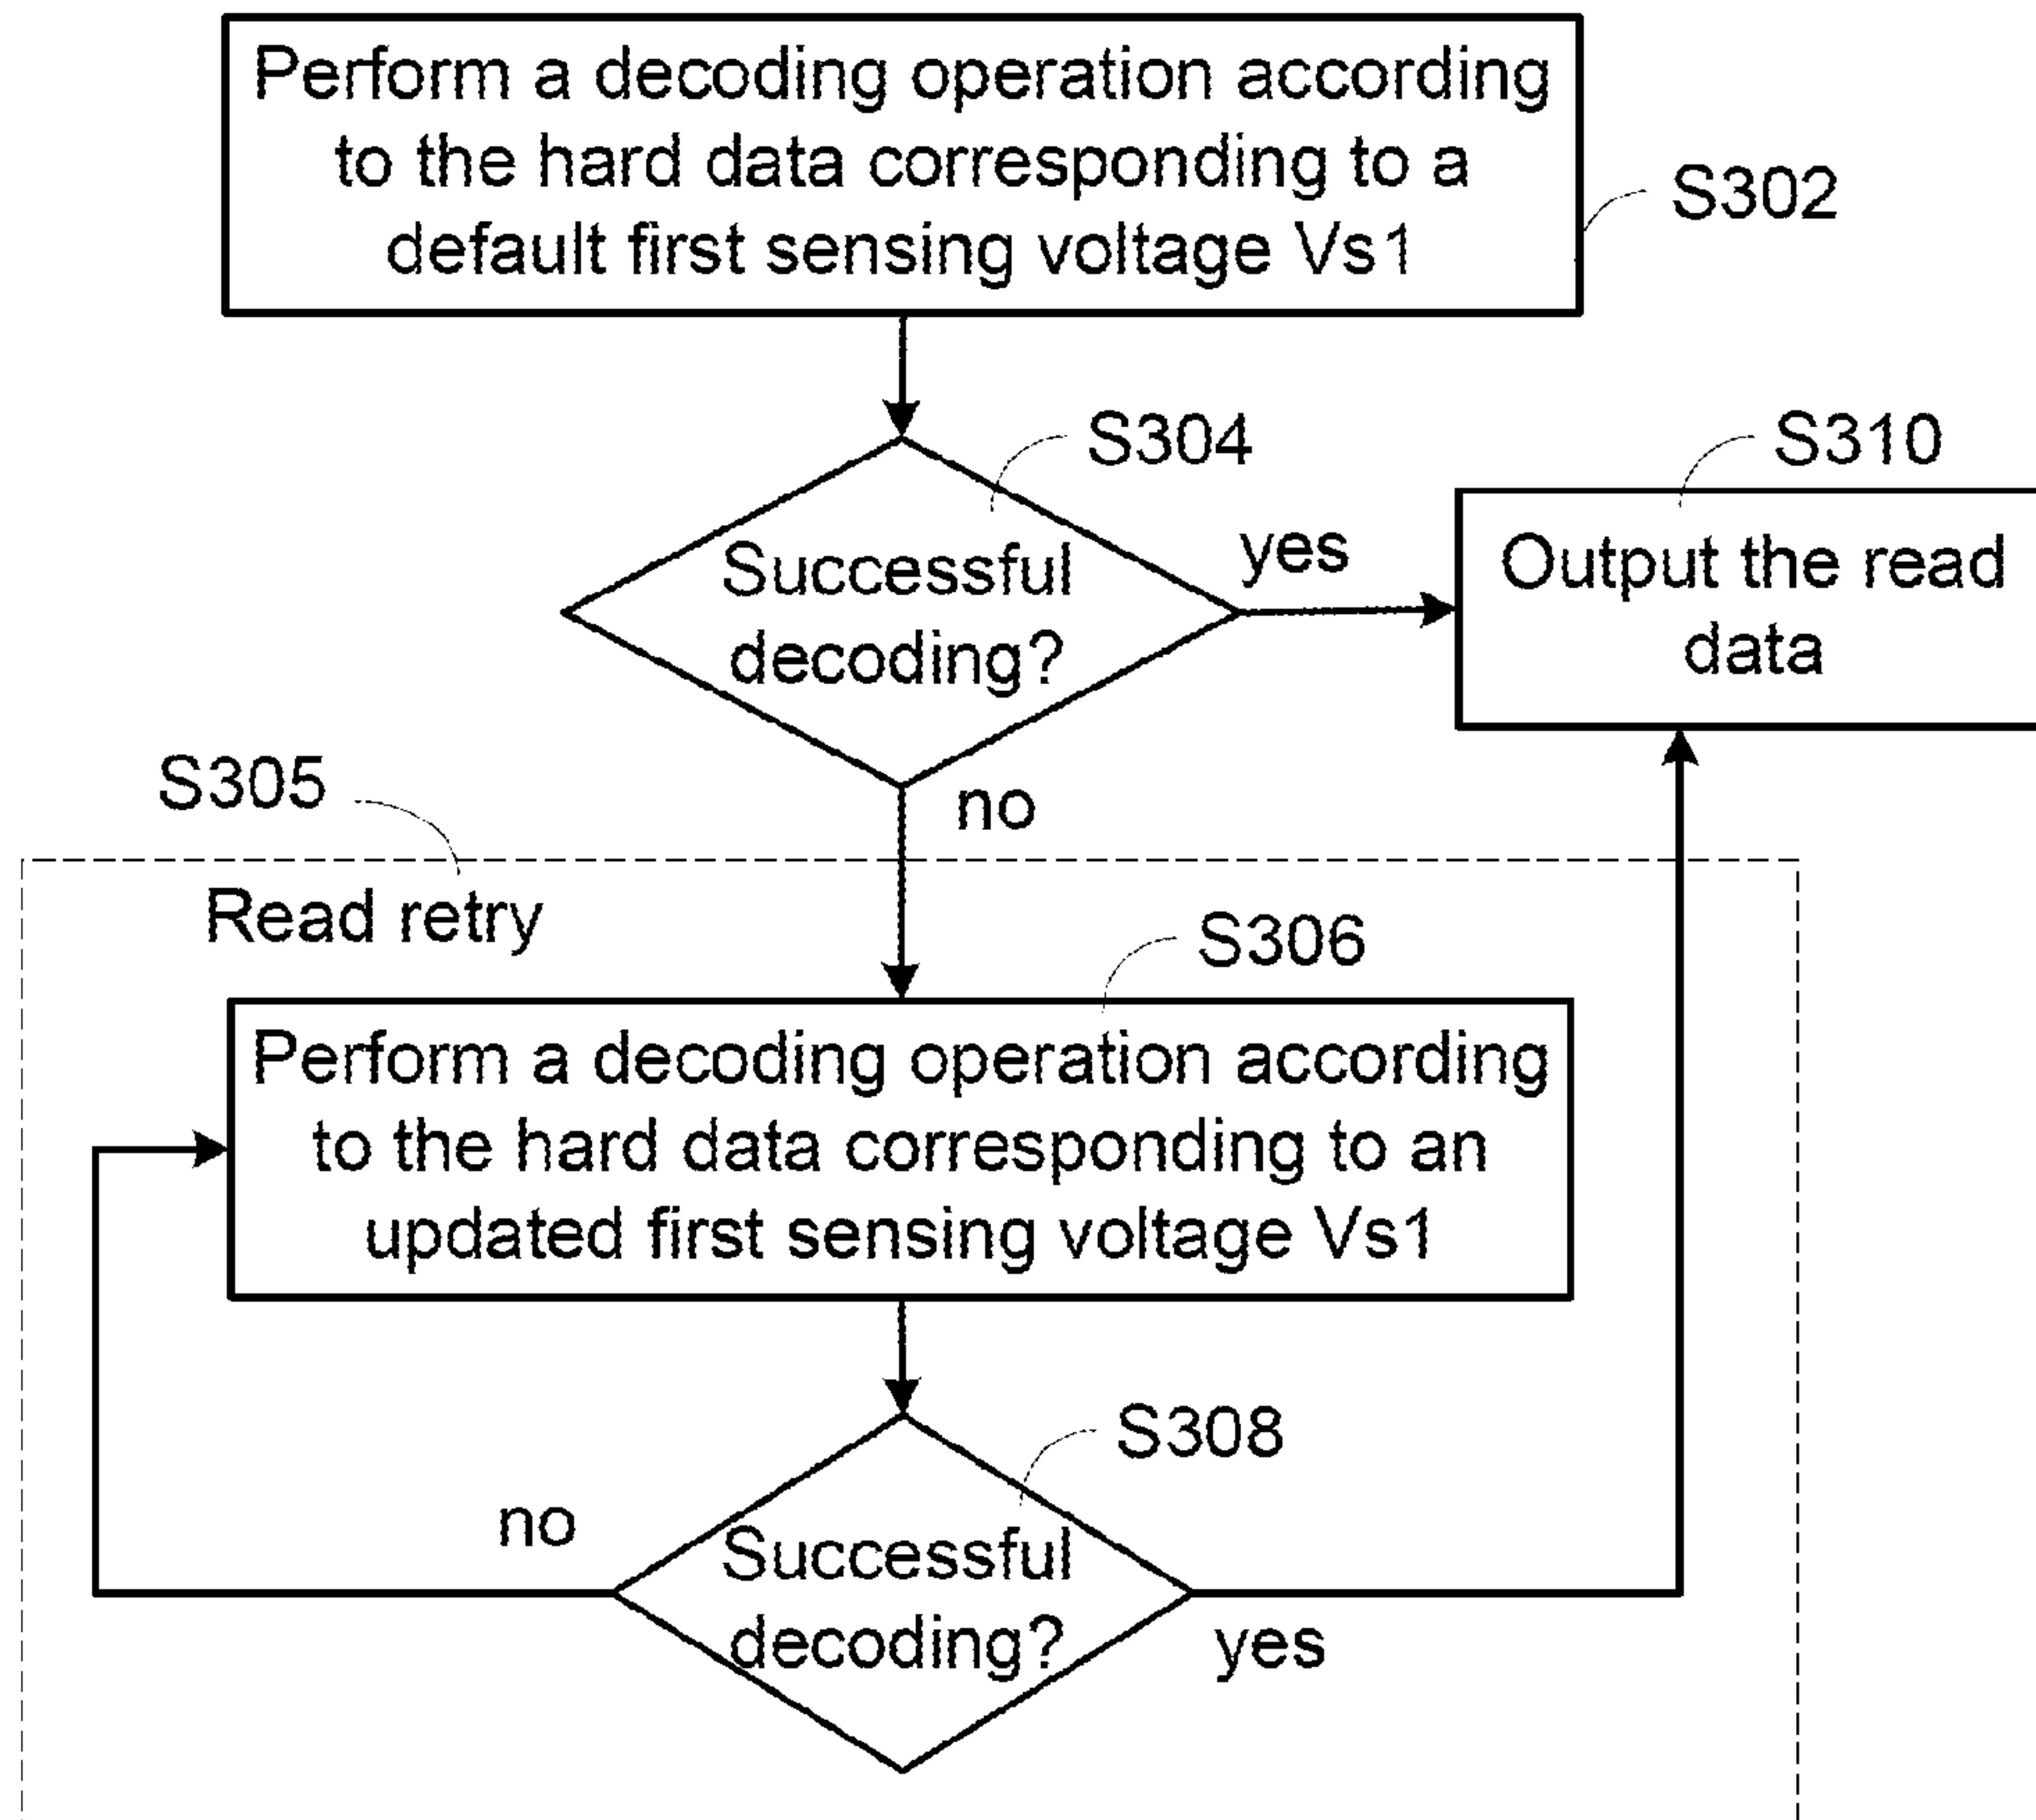 Perform a decoding operation according
to the hard data corresponding to a
default first sensing voltage Vs1
S302
S304
Successful
decoding?
yes
S310
Output the read
data
no
S305
Read retry
S306
Perform a decoding operation according
to the hard data corresponding to an
updated first sensing voltage Vs1
S308
Successful
decoding?
no
yes